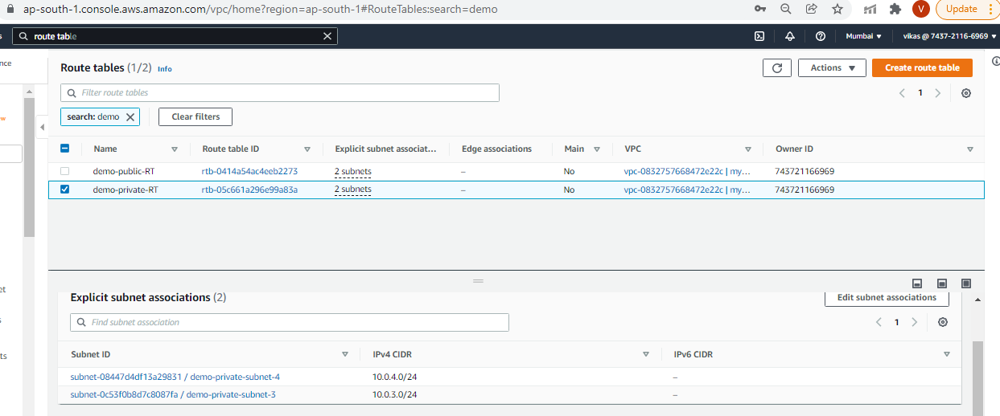 ap-south-1.console.aws.amazon.com/vpc/home?region=ap-south-1#RouteTables:search=demo
V
Update
s
route table
Mumbai
vikas @ 7437-2116-6969
nce
Route tables (1/2) Info
Actions
Create route table
Filter route tables
1
ew
search: demo
Clear filters
Name
Route table ID
Explicit subnet associat...
Edge associations
Main
VPC
Owner ID
demo-public-RT
rtb-0414a54ac4eeb2273
2 subnets
–
No
vpc-0832757668472e22c | my...
743721166969
demo-private-RT
rtb-05c661a296e99a83a
2 subnets
–
No
vpc-0832757668472e22c | my...
743721166969
et
s
ts
Explicit subnet associations (2)
Edit subnet associations
Find subnet association
1
Subnet ID
IPv4 CIDR
IPv6 CIDR
subnet-08447d4df13a29831 / demo-private-subnet-4
10.0.4.0/24
–
subnet-0c53f0b8d7c8087fa / demo-private-subnet-3
10.0.3.0/24
–